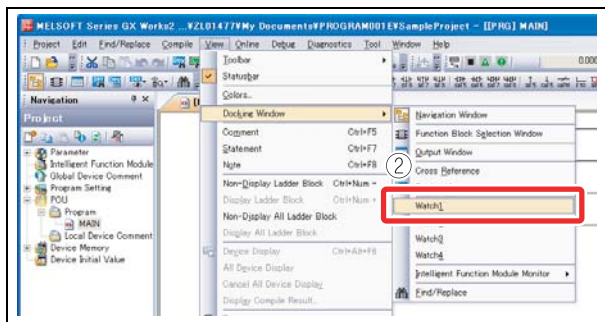 MELSOFT Series GX Works2 ...¥ZL01477¥My Documents¥PROGRAM001E¥SampleProject - [[PRG] MAIN]
Project Edit Find/Replace Compile View Online Debug Diagnostics Tool Window Help
0.000
Navigation
Project
Parameter
Intelligent Function Module
Global Device Comment
Program Setting
POU
Program
MAIN
Local Device Comment
Device Memory
Device Initial Value
Toolbar
Statusbar
Colors...
Docking Window
Comment Ctrl+F5
Statement Ctrl+F7
Note Ctrl+F8
Non-Display Ladder Block Ctrl+Num -
Display Ladder Block Ctrl+Num +
Non-Display All Ladder Block
Display All Ladder Block
Device Display Ctrl+Alt+F6
All Device Display
Cancel All Device Display
Display Compile Result...
Navigation Window
Function Block Selection Window
Output Window
②
Cross Reference
Watch1
Watch3
Watch4
Intelligent Function Module Monitor
Find/Replace